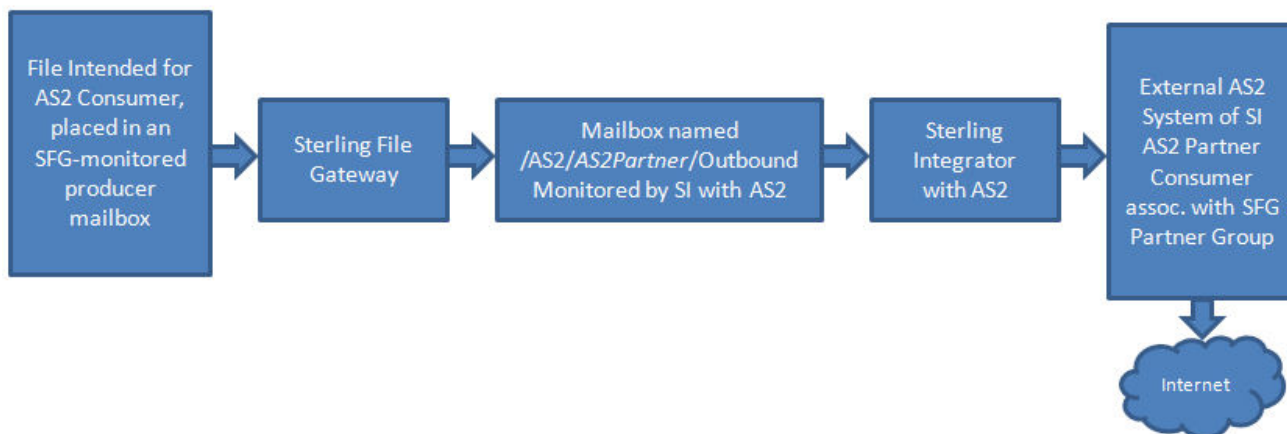 File Intended for
AS2 Consumer,
placed in an
SFG-monitored
producer
mailbox
Sterling File
Gateway
Mailbox named
/AS2/AS2Partner/Outbound
Monitored by SI with AS2
Sterling
Integrator
with AS2
External AS2
System of SI
AS2 Partner
Consumer
assoc. with SFG
Partner Group
Internet